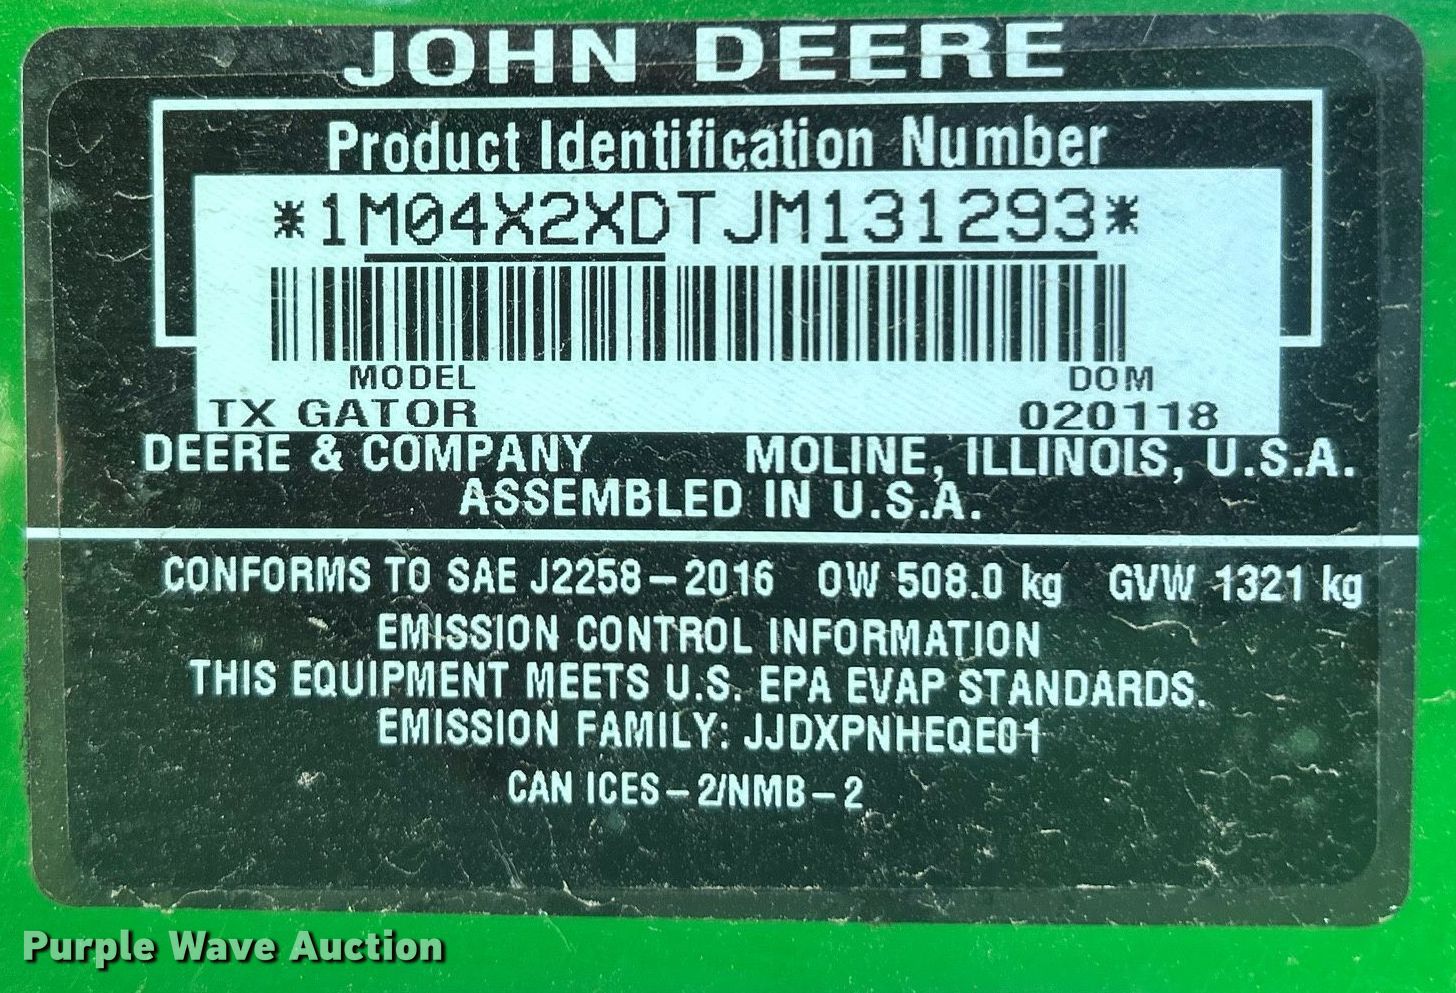 JOHN DEERE
Product Identification Number
*1M04X2XDTJM131293*
MODEL DOM
TX GATOR 020118
DEERE & COMPANY MOLINE, ILLINOIS, U.S.A.
ASSEMBLED IN U.S.A.
CONFORMS TO SAE J2258-2016 OW 508.0 kg GVW 1321 kg
EMISSION CONTROL INFORMATION
THIS EQUIPMENT MEETS U.S. EPA EVAP STANDARDS.
EMISSION FAMILY: JJDXPNHEQE01
CAN ICES-2/NMB-2
Purple Wave Auction